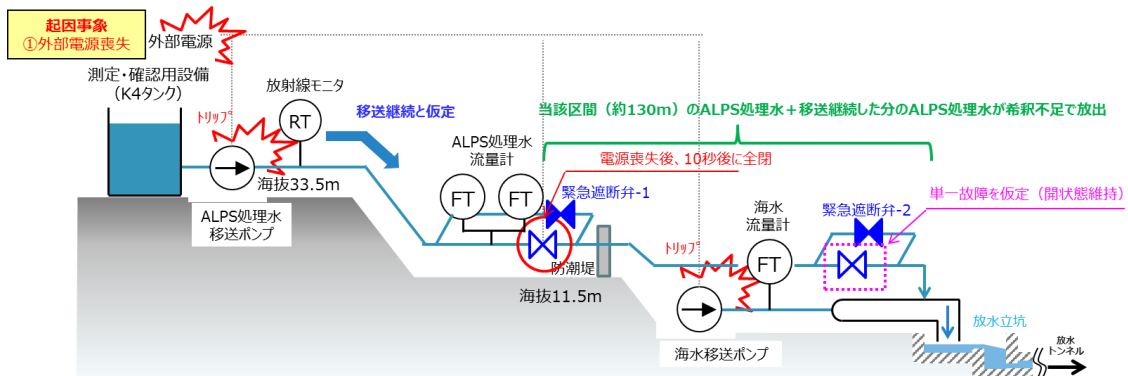 起因事象
①外部電源喪失
外部電源
測定・確認用設備
(K4タンク)
放射線モニタ
移送継続と仮定
当該区間（約130m）のALPS処理水＋移送継続した分のALPS処理水が希釈不足で放出
ﾄﾘｯﾌﾟ
RT
ALPS処理水
流量計
電源喪失後、10秒後に全閉
単一故障を仮定（開状態維持）
海抜33.5m
FT
FT
緊急遮断弁-1
海水
流量計
緊急遮断弁-2
ALPS処理水
移送ポンプ
ﾄﾘｯﾌﾟ
FT
防潮堤
海抜11.5m
海水移送ポンプ
放水立坑
放水
トンネル